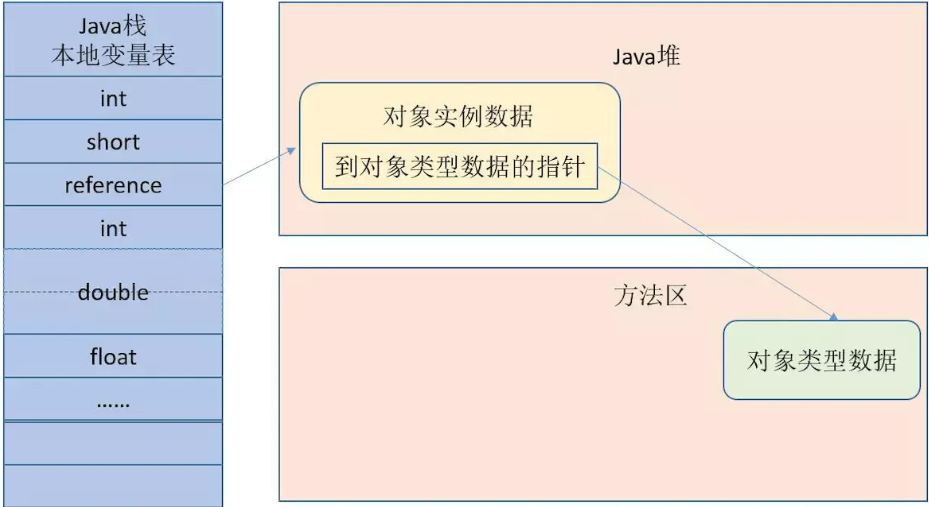 Java栈
本地变量表
int
short
reference
int
double
float
......
Java堆
对象实例数据
到对象类型数据的指针
方法区
对象类型数据